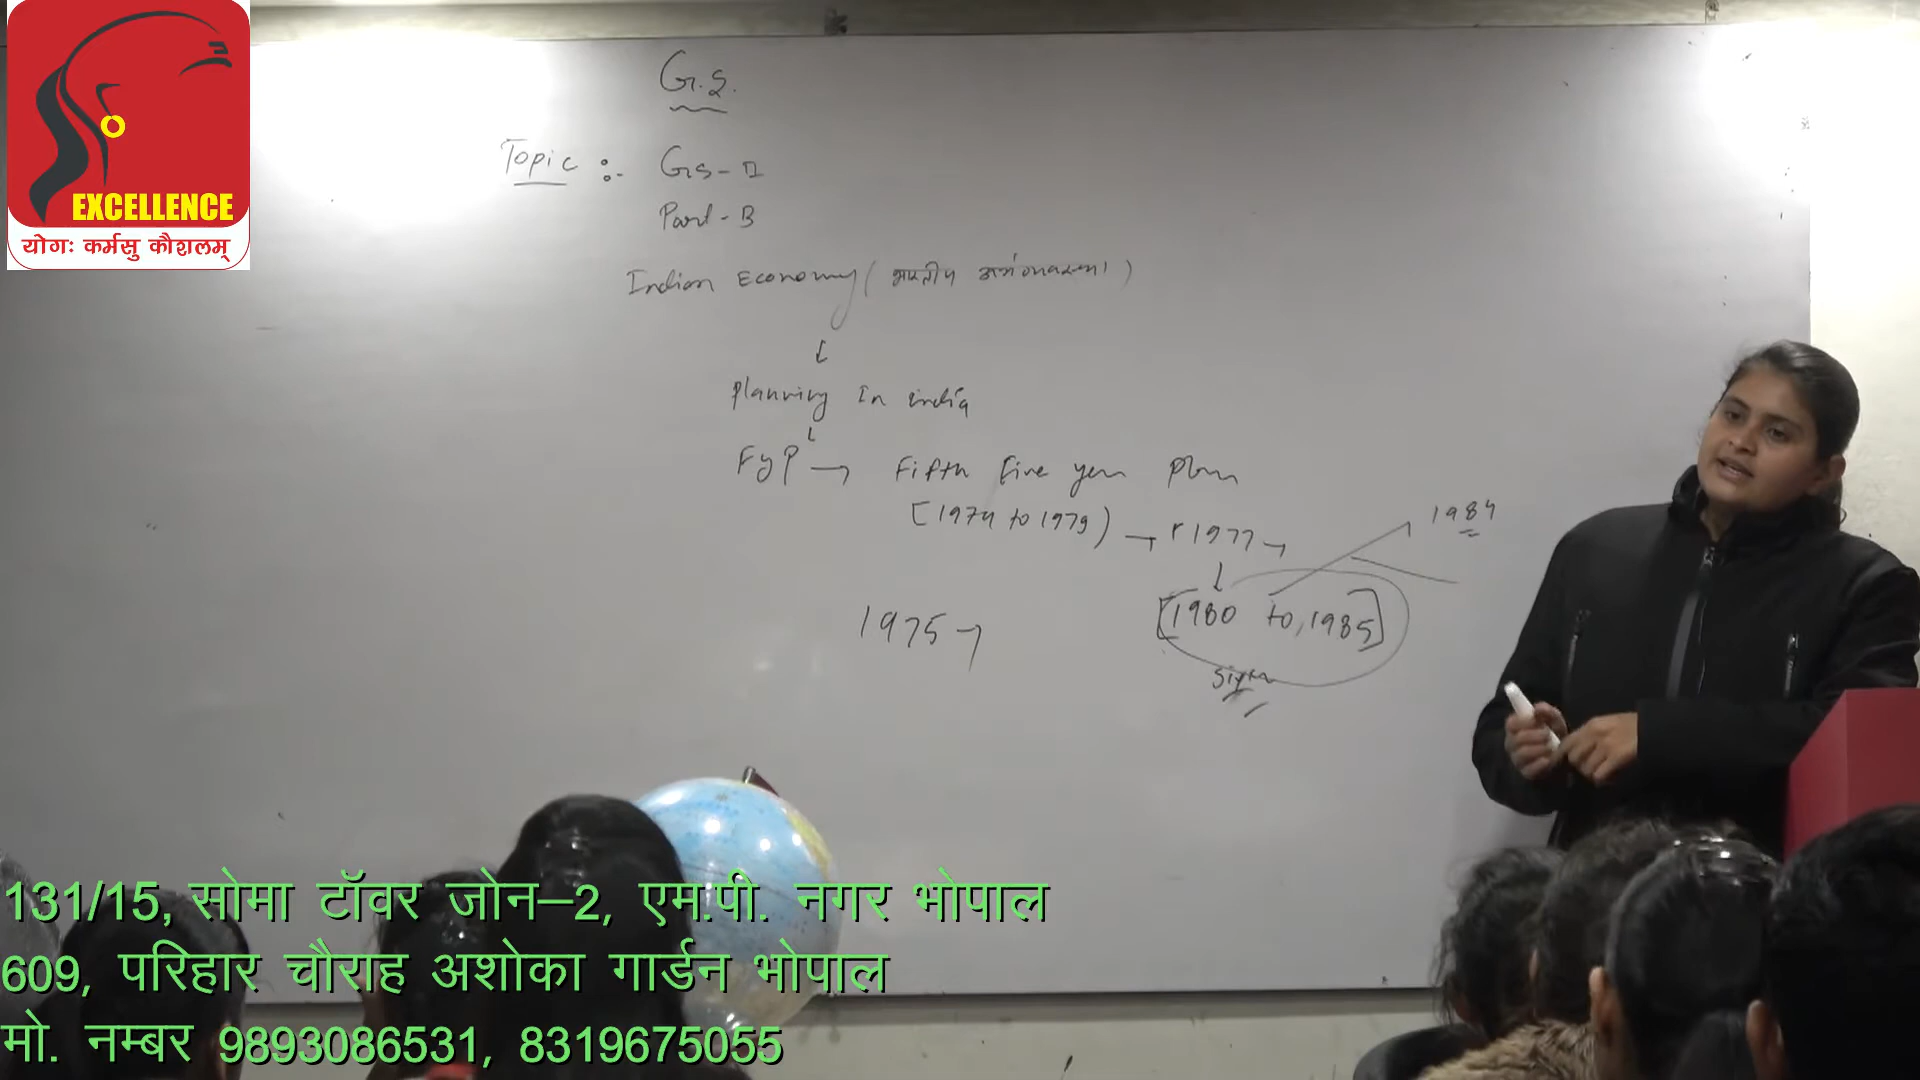 EXCELLENCE
योगः कर्मसु कौशलम्
G.S.
Topic :- GS-II
Part-B
Indian Economy (भारतीय अर्थव्यवस्था)
Planning In india
FYP → Fifth five year plan
[1974 to 1979) → 1977 →
1984
1975 →
[1980 to, 1985]
131/15, सोमा टॉवर जोन–2, एम.पी. नगर भोपाल
609, परिहार चौराह अशोका गार्डन भोपाल
मो. नम्बर 9893086531, 8319675055